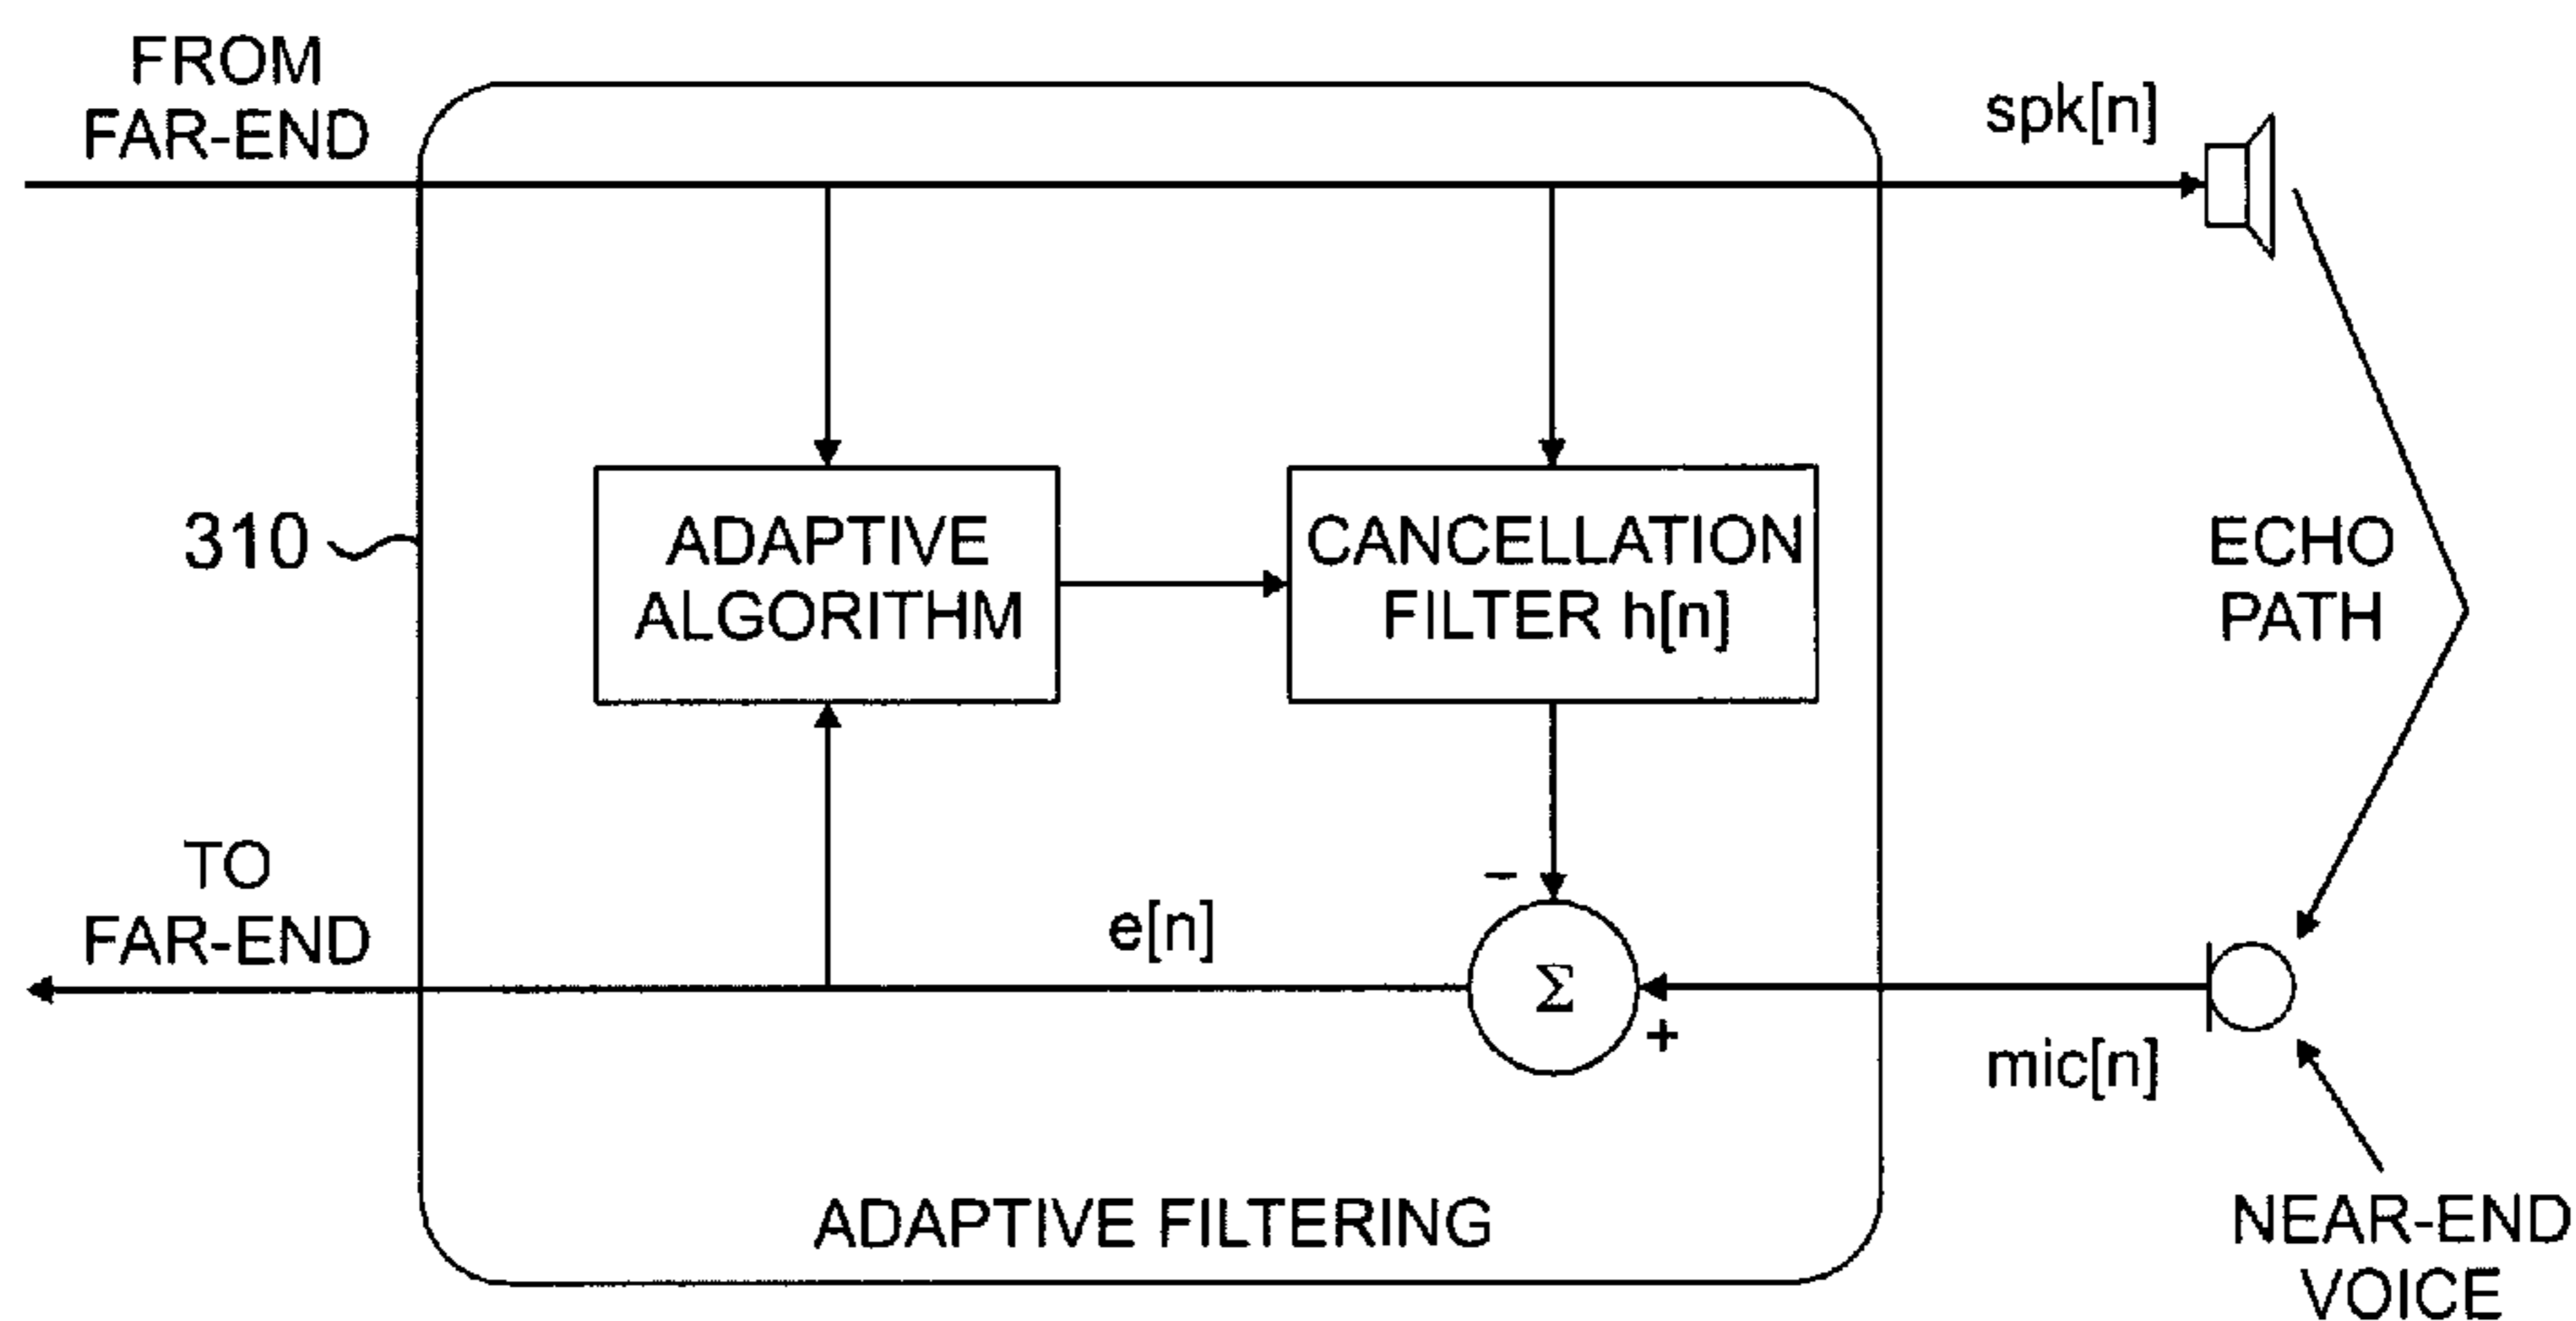 FROM
FAR-END
spk[n]
310
ADAPTIVE
ALGORITHM
CANCELLATION
FILTER h[n]
ECHO
PATH
TO
FAR-END
e[n]
−
Σ
+
mic[n]
ADAPTIVE FILTERING
NEAR-END
VOICE